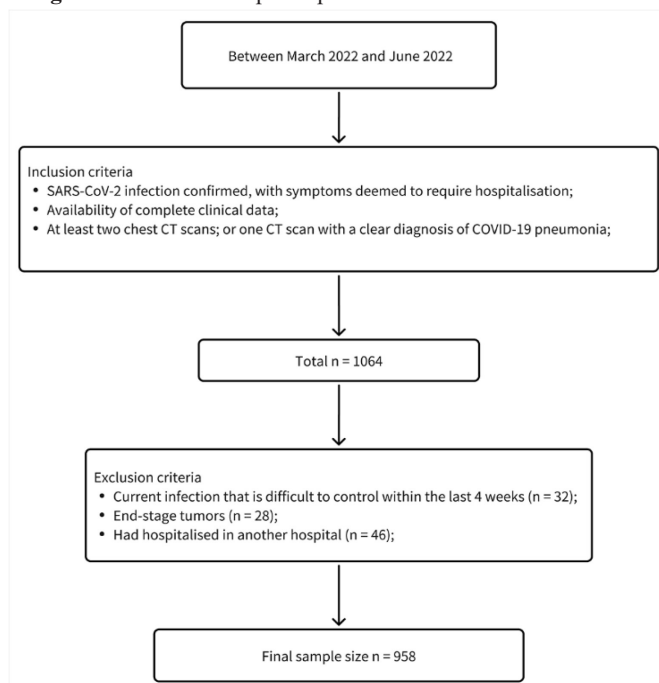 Between March 2022 and June 2022
Inclusion criteria
• SARS-CoV-2 infection confirmed, with symptoms deemed to require hospitalisation;
• Availability of complete clinical data;
• At least two chest CT scans; or one CT scan with a clear diagnosis of COVID-19 pneumonia;
Total n = 1064
Exclusion criteria
• Current infection that is difficult to control within the last 4 weeks (n = 32);
• End-stage tumors (n = 28);
• Had hospitalised in another hospital (n = 46);
Final sample size n = 958